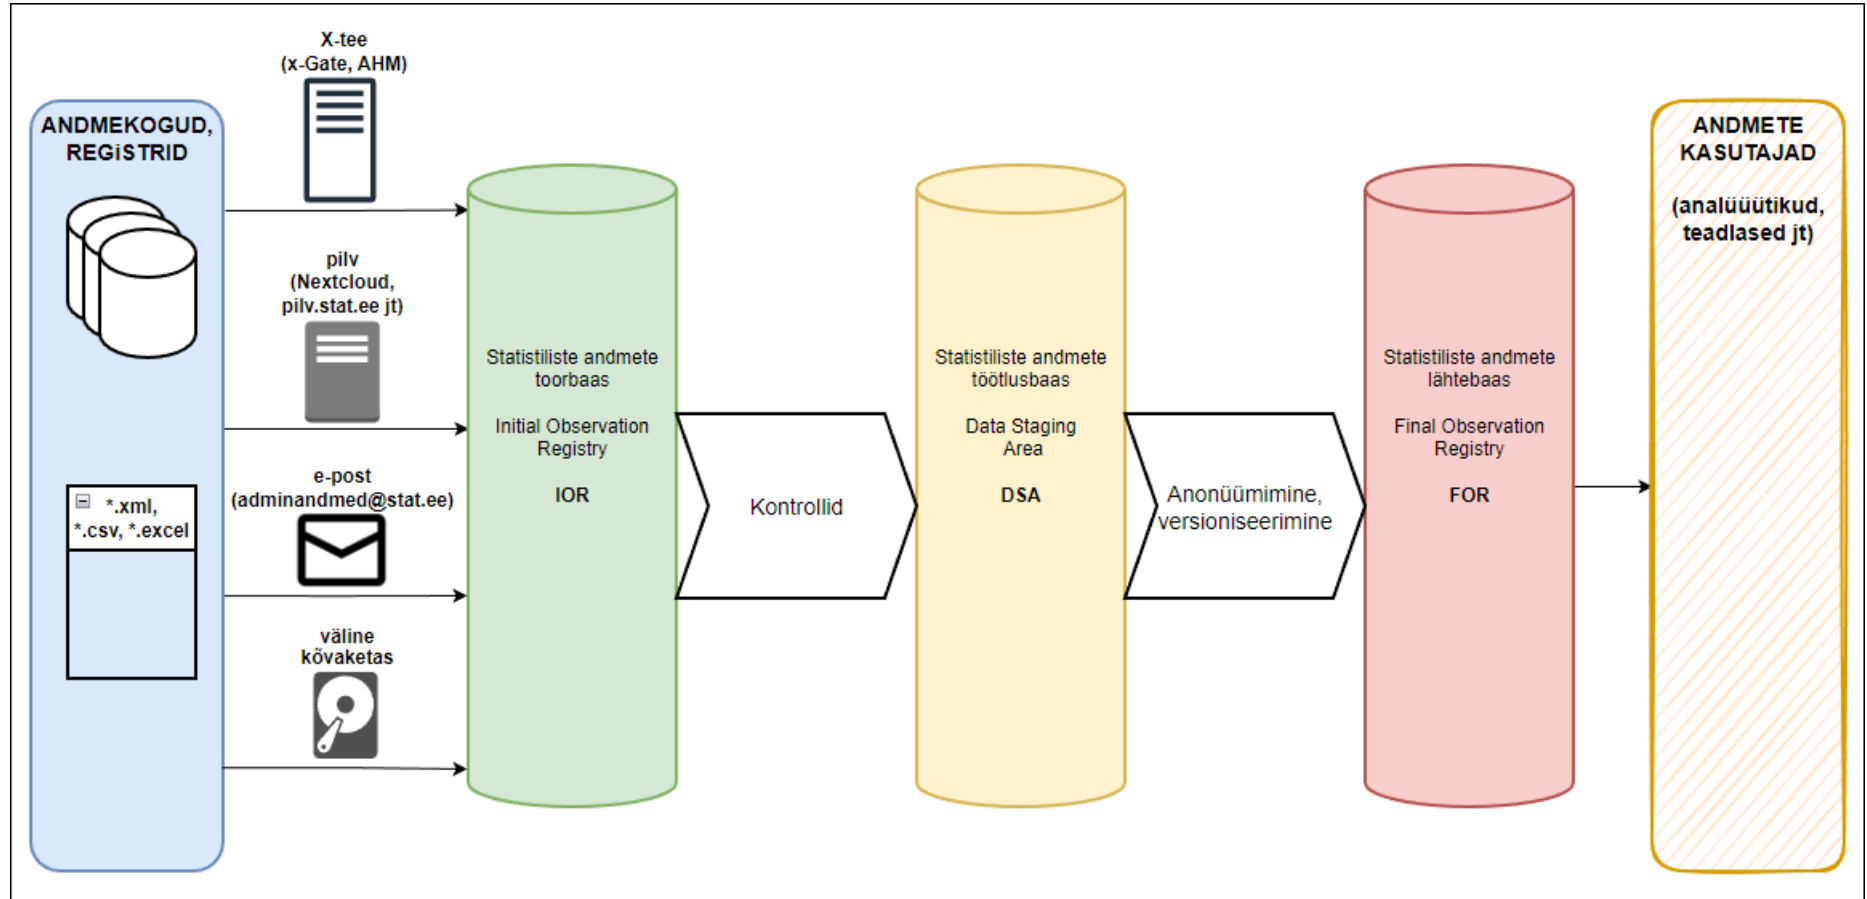 ANDMEKOGUD,
REGiSTRID
*.xml,
*.csv, *.excel
X-tee
(x-Gate, AHM)
pilv
(Nextcloud,
pilv.stat.ee jt)
e-post
(adminandmed@stat.ee)
väline
kõvaketas
Statistiliste andmete
toorbaas
Initial Observation
Registry
IOR
Kontrollid
Statistiliste andmete
töötlusbaas
Data Staging
Area
DSA
Anonüümimine,
versioniseerimine
Statistiliste andmete
lähtebaas
Final Observation
Registry
FOR
ANDMETE
KASUTAJAD
(analüüütikud,
teadlased jt)